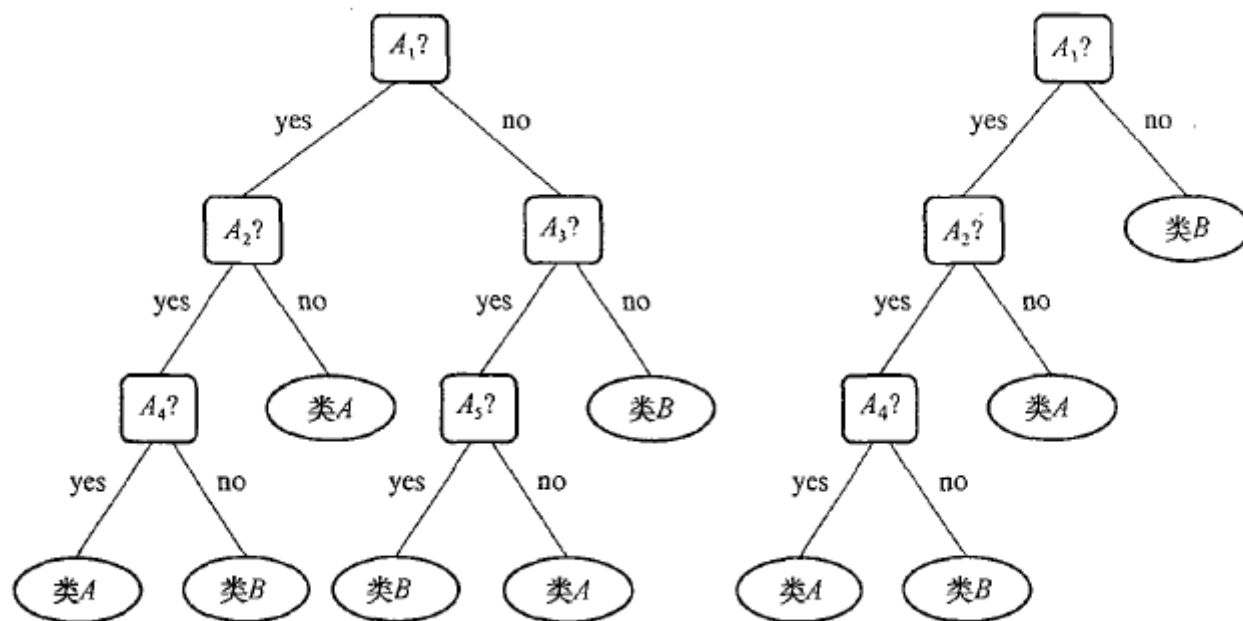 A₁?
A₁?
yes
no
yes
no
A₂?
A₃?
A₂?
类B
yes
no
yes
no
yes
no
A₄?
类A
A₅?
类B
A₄?
类A
yes
no
yes
no
yes
no
类A
类B
类B
类A
类A
类B